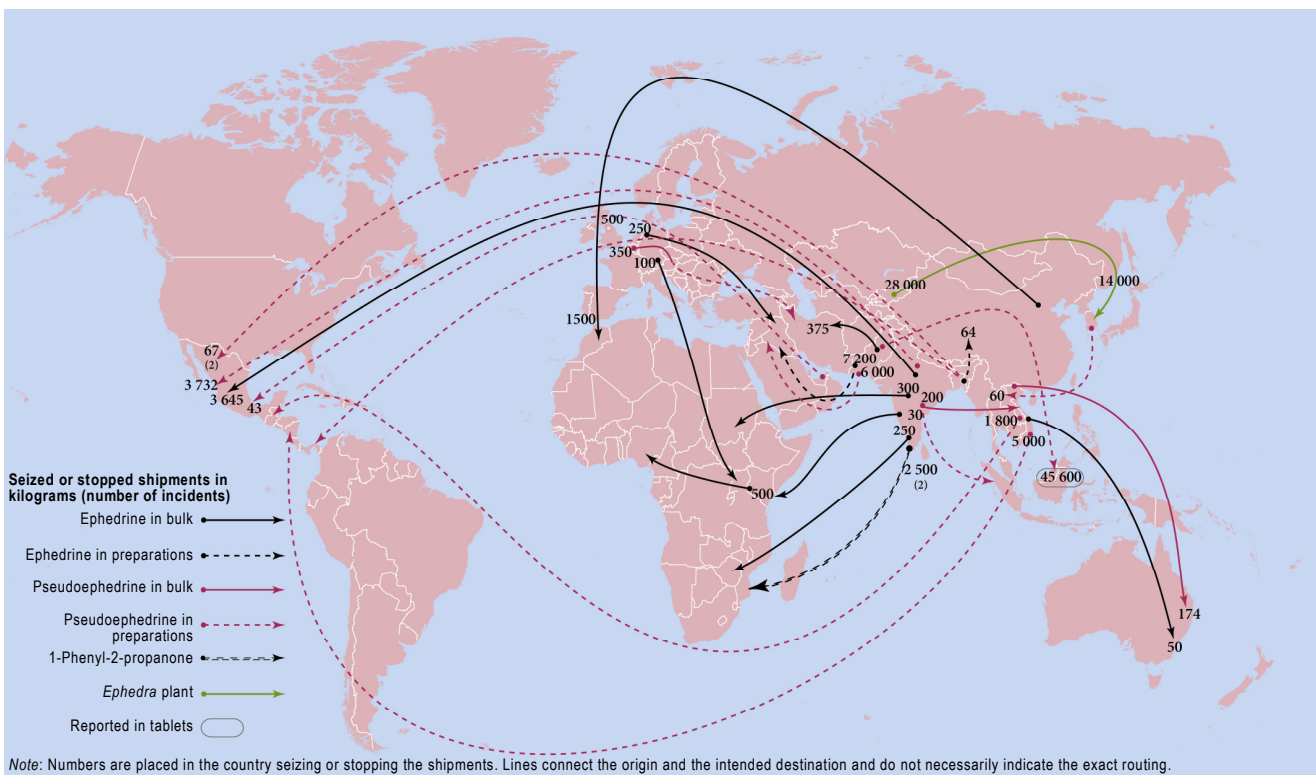 500
250
350
100
28 000
14 000
1500
375
64
67
(2)
7 200
6 000
3 732
300
3 645
43
200
60
30
1 800
250
5 000
2 500
(2)
45 600
500
Seized or stopped shipments in
kilograms (number of incidents)
Ephedrine in bulk
Ephedrine in preparations
Pseudoephedrine in bulk
Pseudoephedrine in
preparations
1-Phenyl-2-propanone
Ephedra plant
Reported in tablets
174
50
Note: Numbers are placed in the country seizing or stopping the shipments. Lines connect the origin and the intended destination and do not necessarily indicate the exact routing.